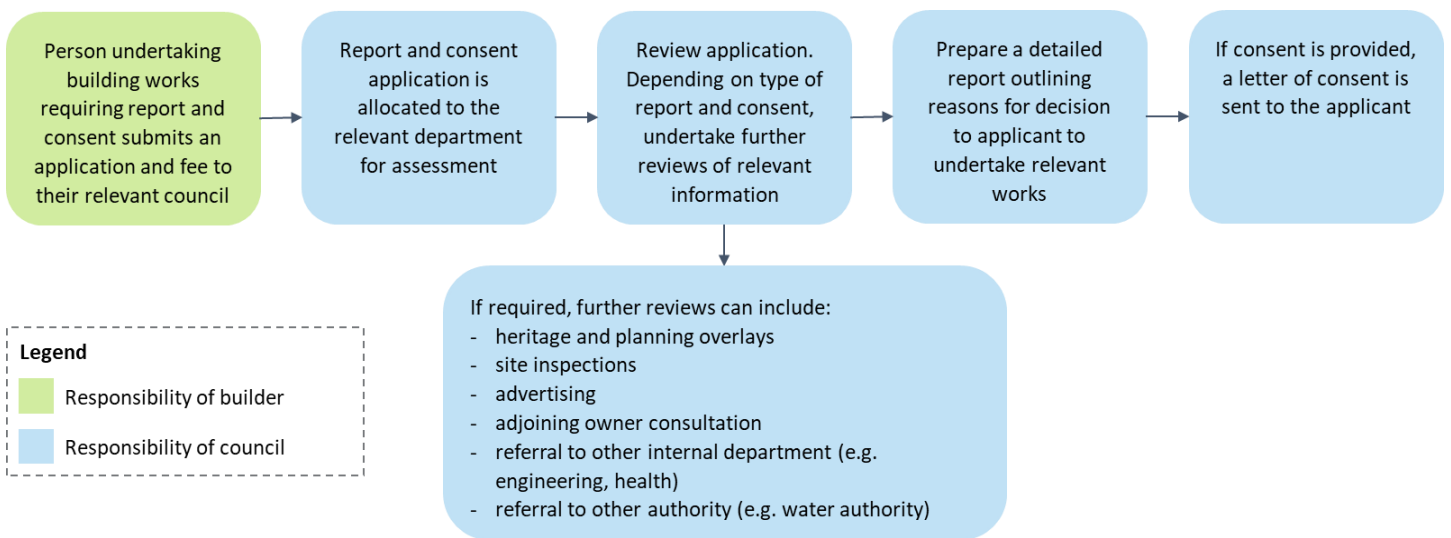 Person undertaking
building works
requiring report and
consent submits an
application and fee to
their relevant council
Report and consent
application is
allocated to the
relevant department
for assessment
Review application.
Depending on type of
report and consent,
undertake further
reviews of relevant
information
Prepare a detailed
report outlining
reasons for decision
to applicant to
undertake relevant
works
If consent is provided,
a letter of consent is
sent to the applicant
If required, further reviews can include:
- heritage and planning overlays
- site inspections
- advertising
- adjoining owner consultation
- referral to other internal department (e.g.
engineering, health)
- referral to other authority (e.g. water authority)
Legend
Responsibility of builder
Responsibility of council